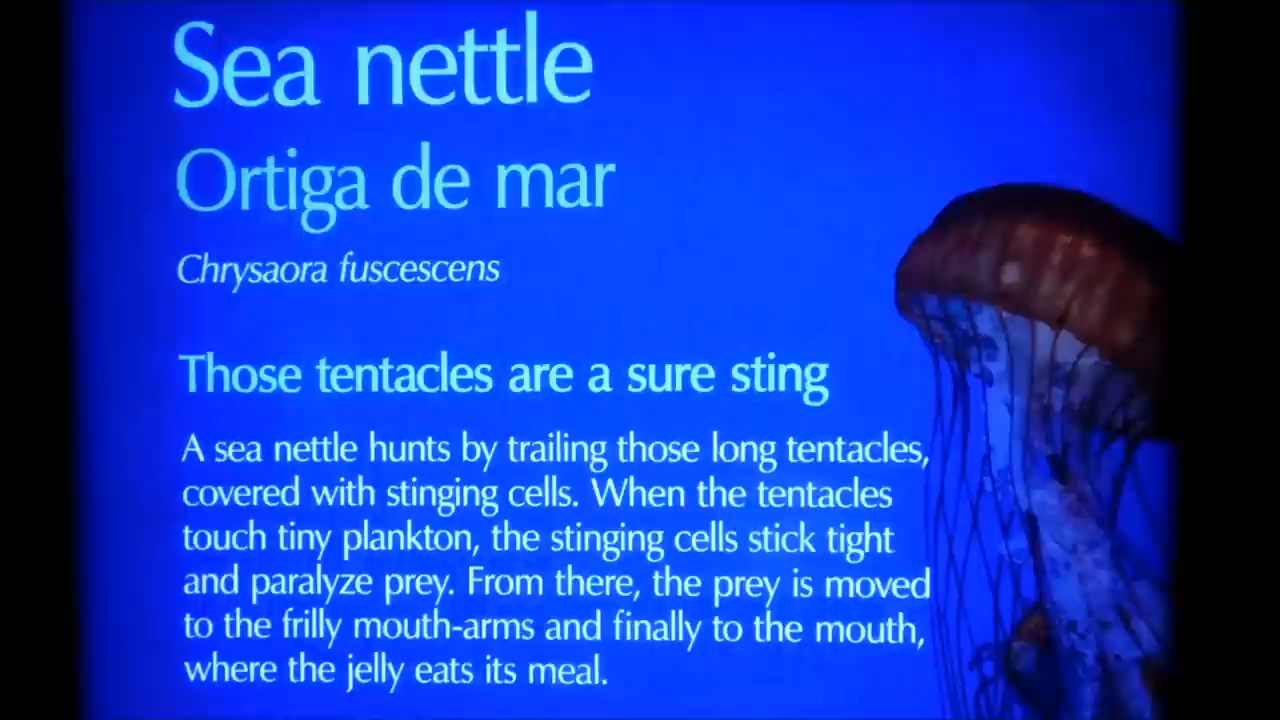 Sea nettle
Ortiga de mar
Chrysaora fuscescens
Those tentacles are a sure sting
A sea nettle hunts by trailing those long tentacles,
covered with stinging cells. When the tentacles
touch tiny plankton, the stinging cells stick tight
and paralyze prey. From there, the prey is moved
to the frilly mouth-arms and finally to the mouth,
where the jelly eats its meal.